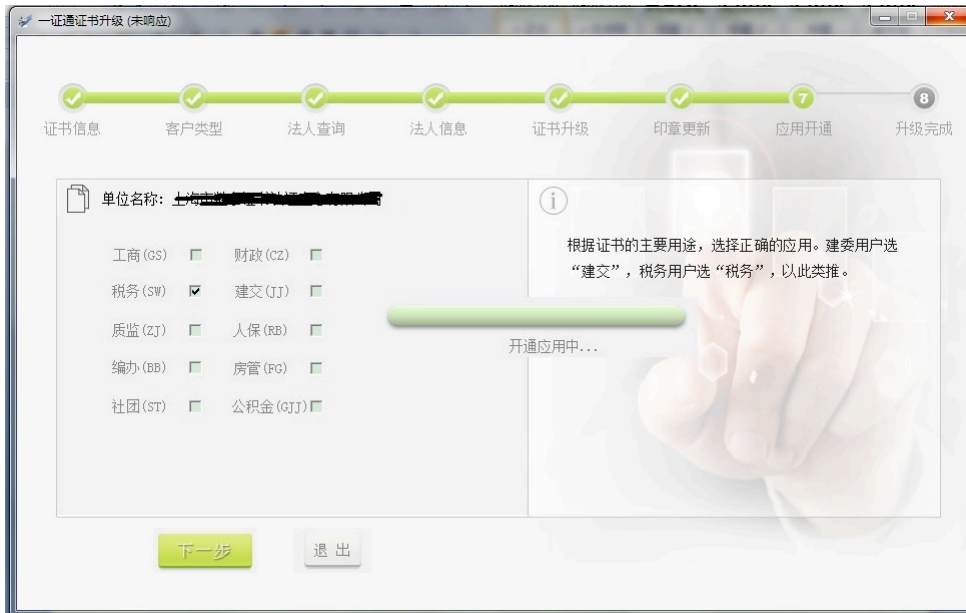 一证通证书升级 (未响应)
7
8
证书信息
客户类型
法人查询
法人信息
证书升级
印章更新
应用开通
升级完成
单位名称：
工商(GS)
财政(CZ)
税务(SW)
建交(JJ)
质监(ZJ)
人保(RB)
编办(BB)
房管(FG)
社团(ST)
公积金(GJJ)
根据证书的主要用途，选择正确的应用。建委用户选
“建交”，税务用户选“税务”，以此类推。
开通应用中...
下一步
退出